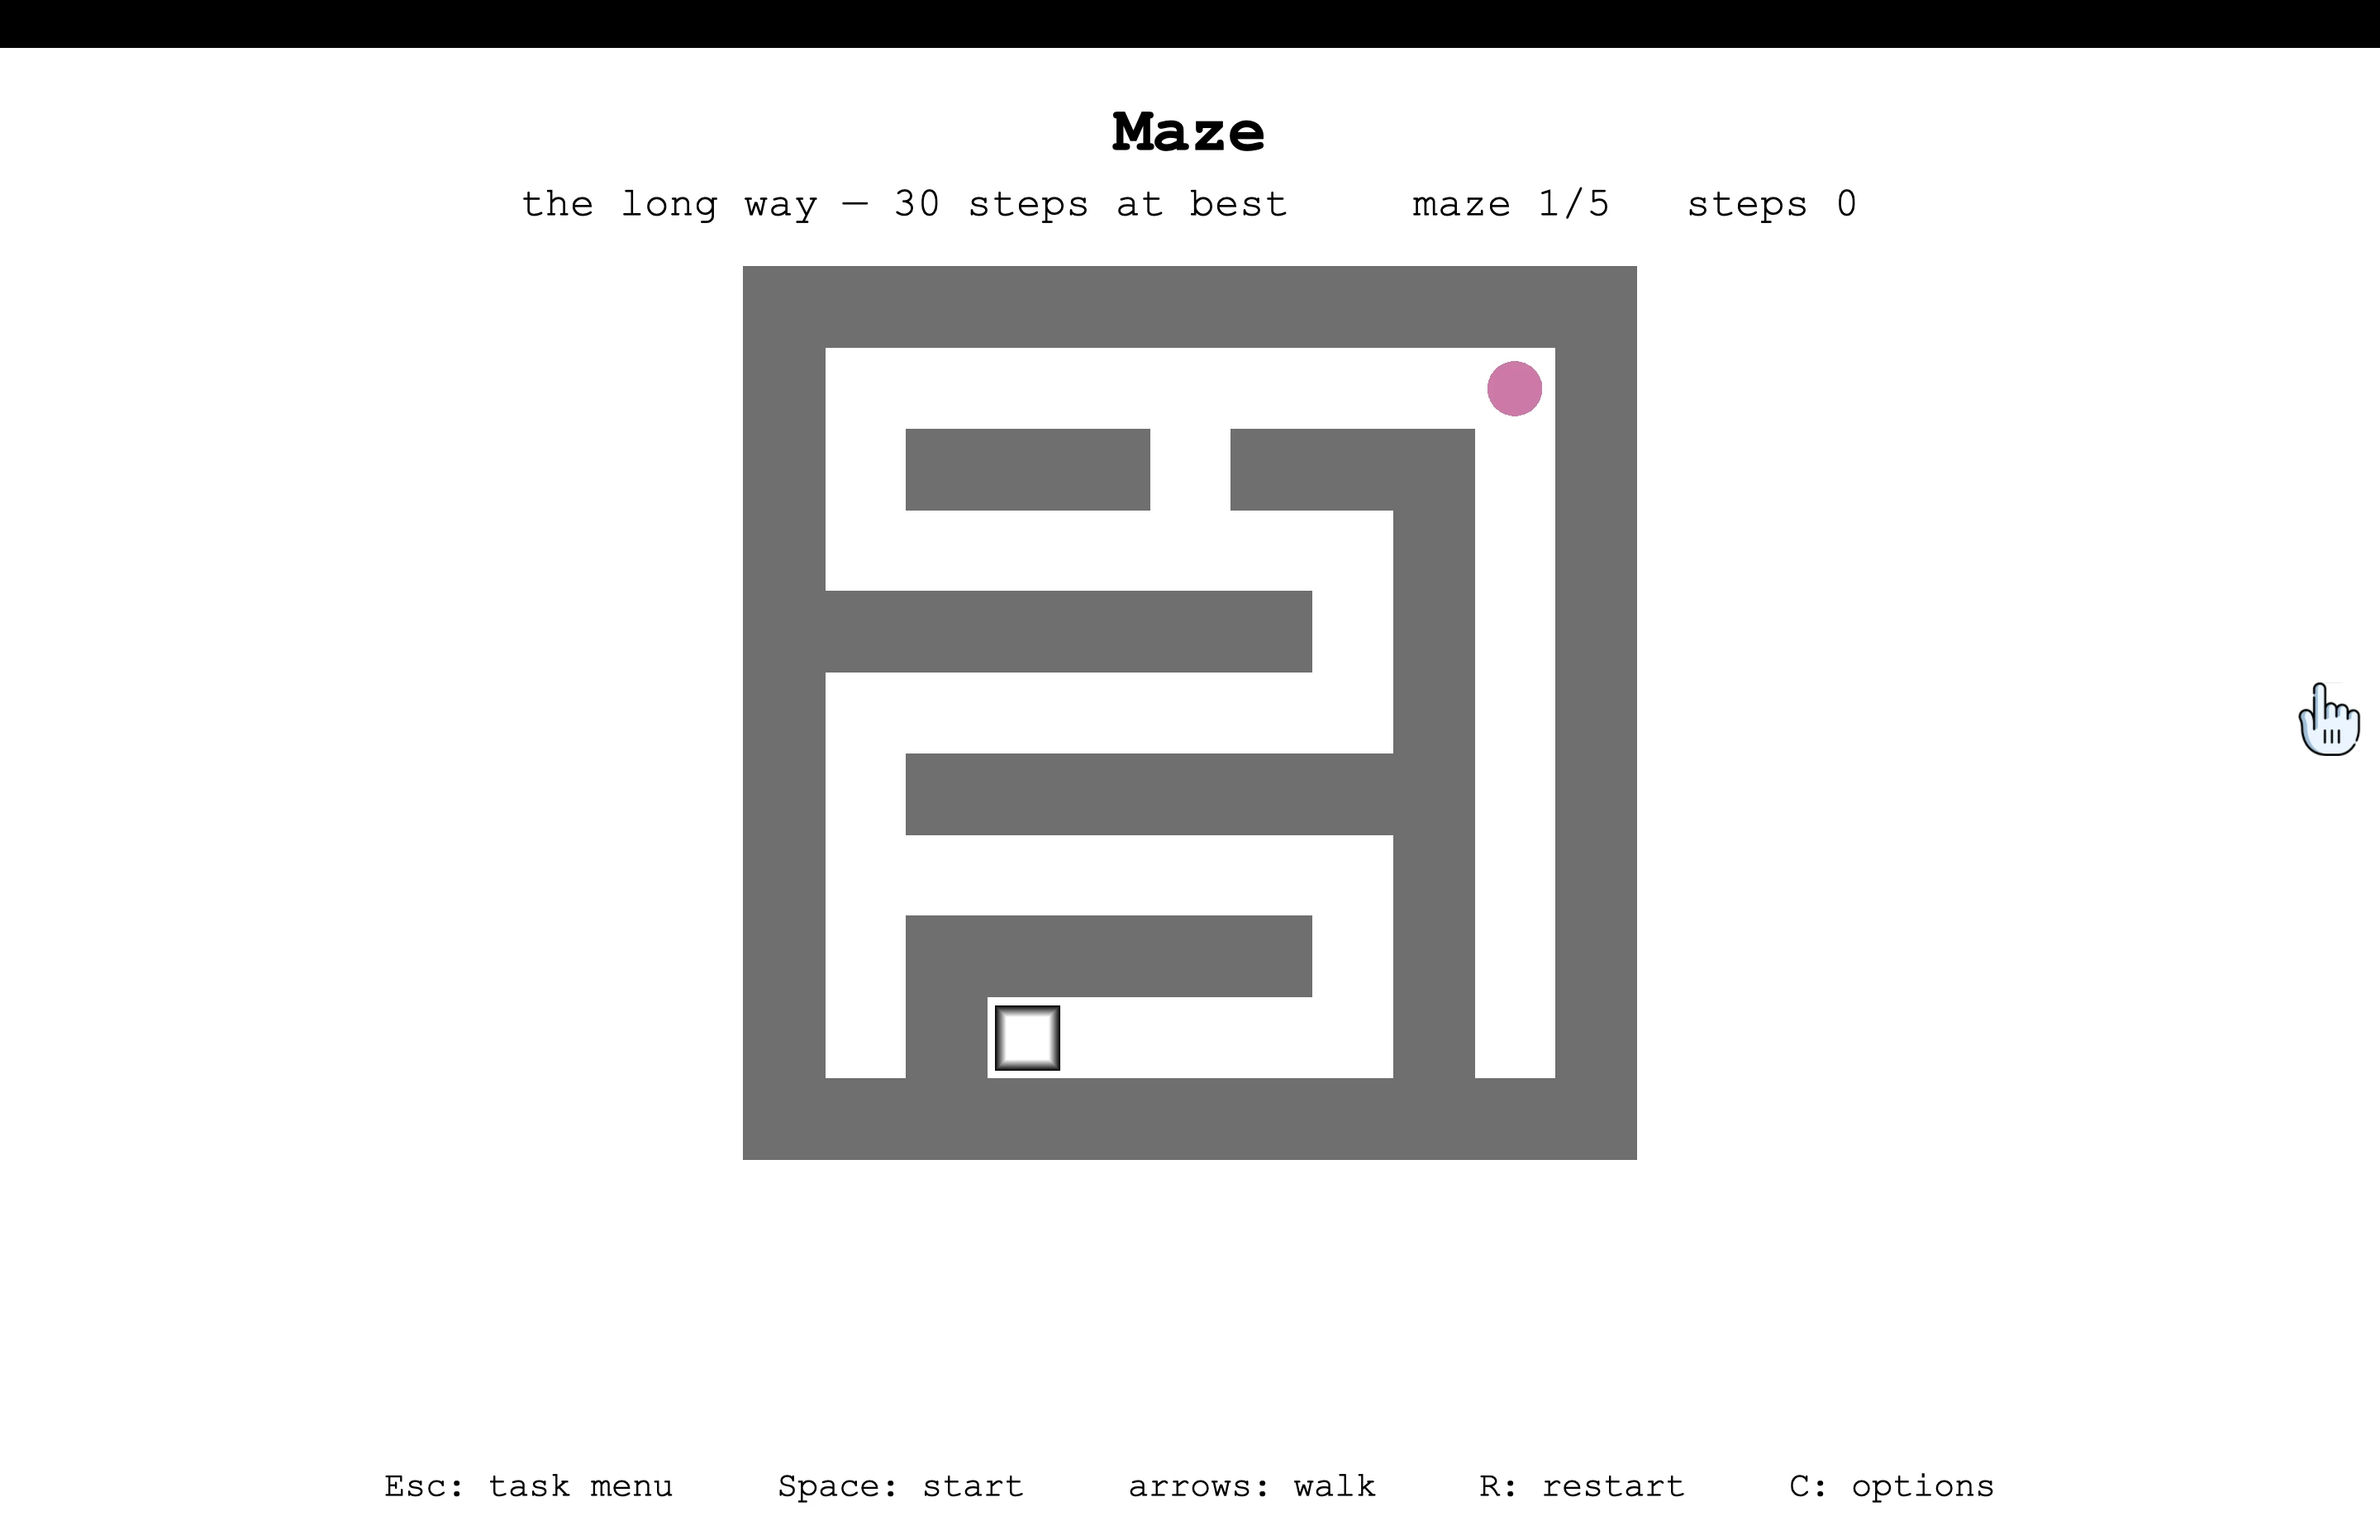 Maze
the long way — 30 steps at best maze 1/5 steps 0
Esc: task menu Space: start arrows: walk R: restart C: options